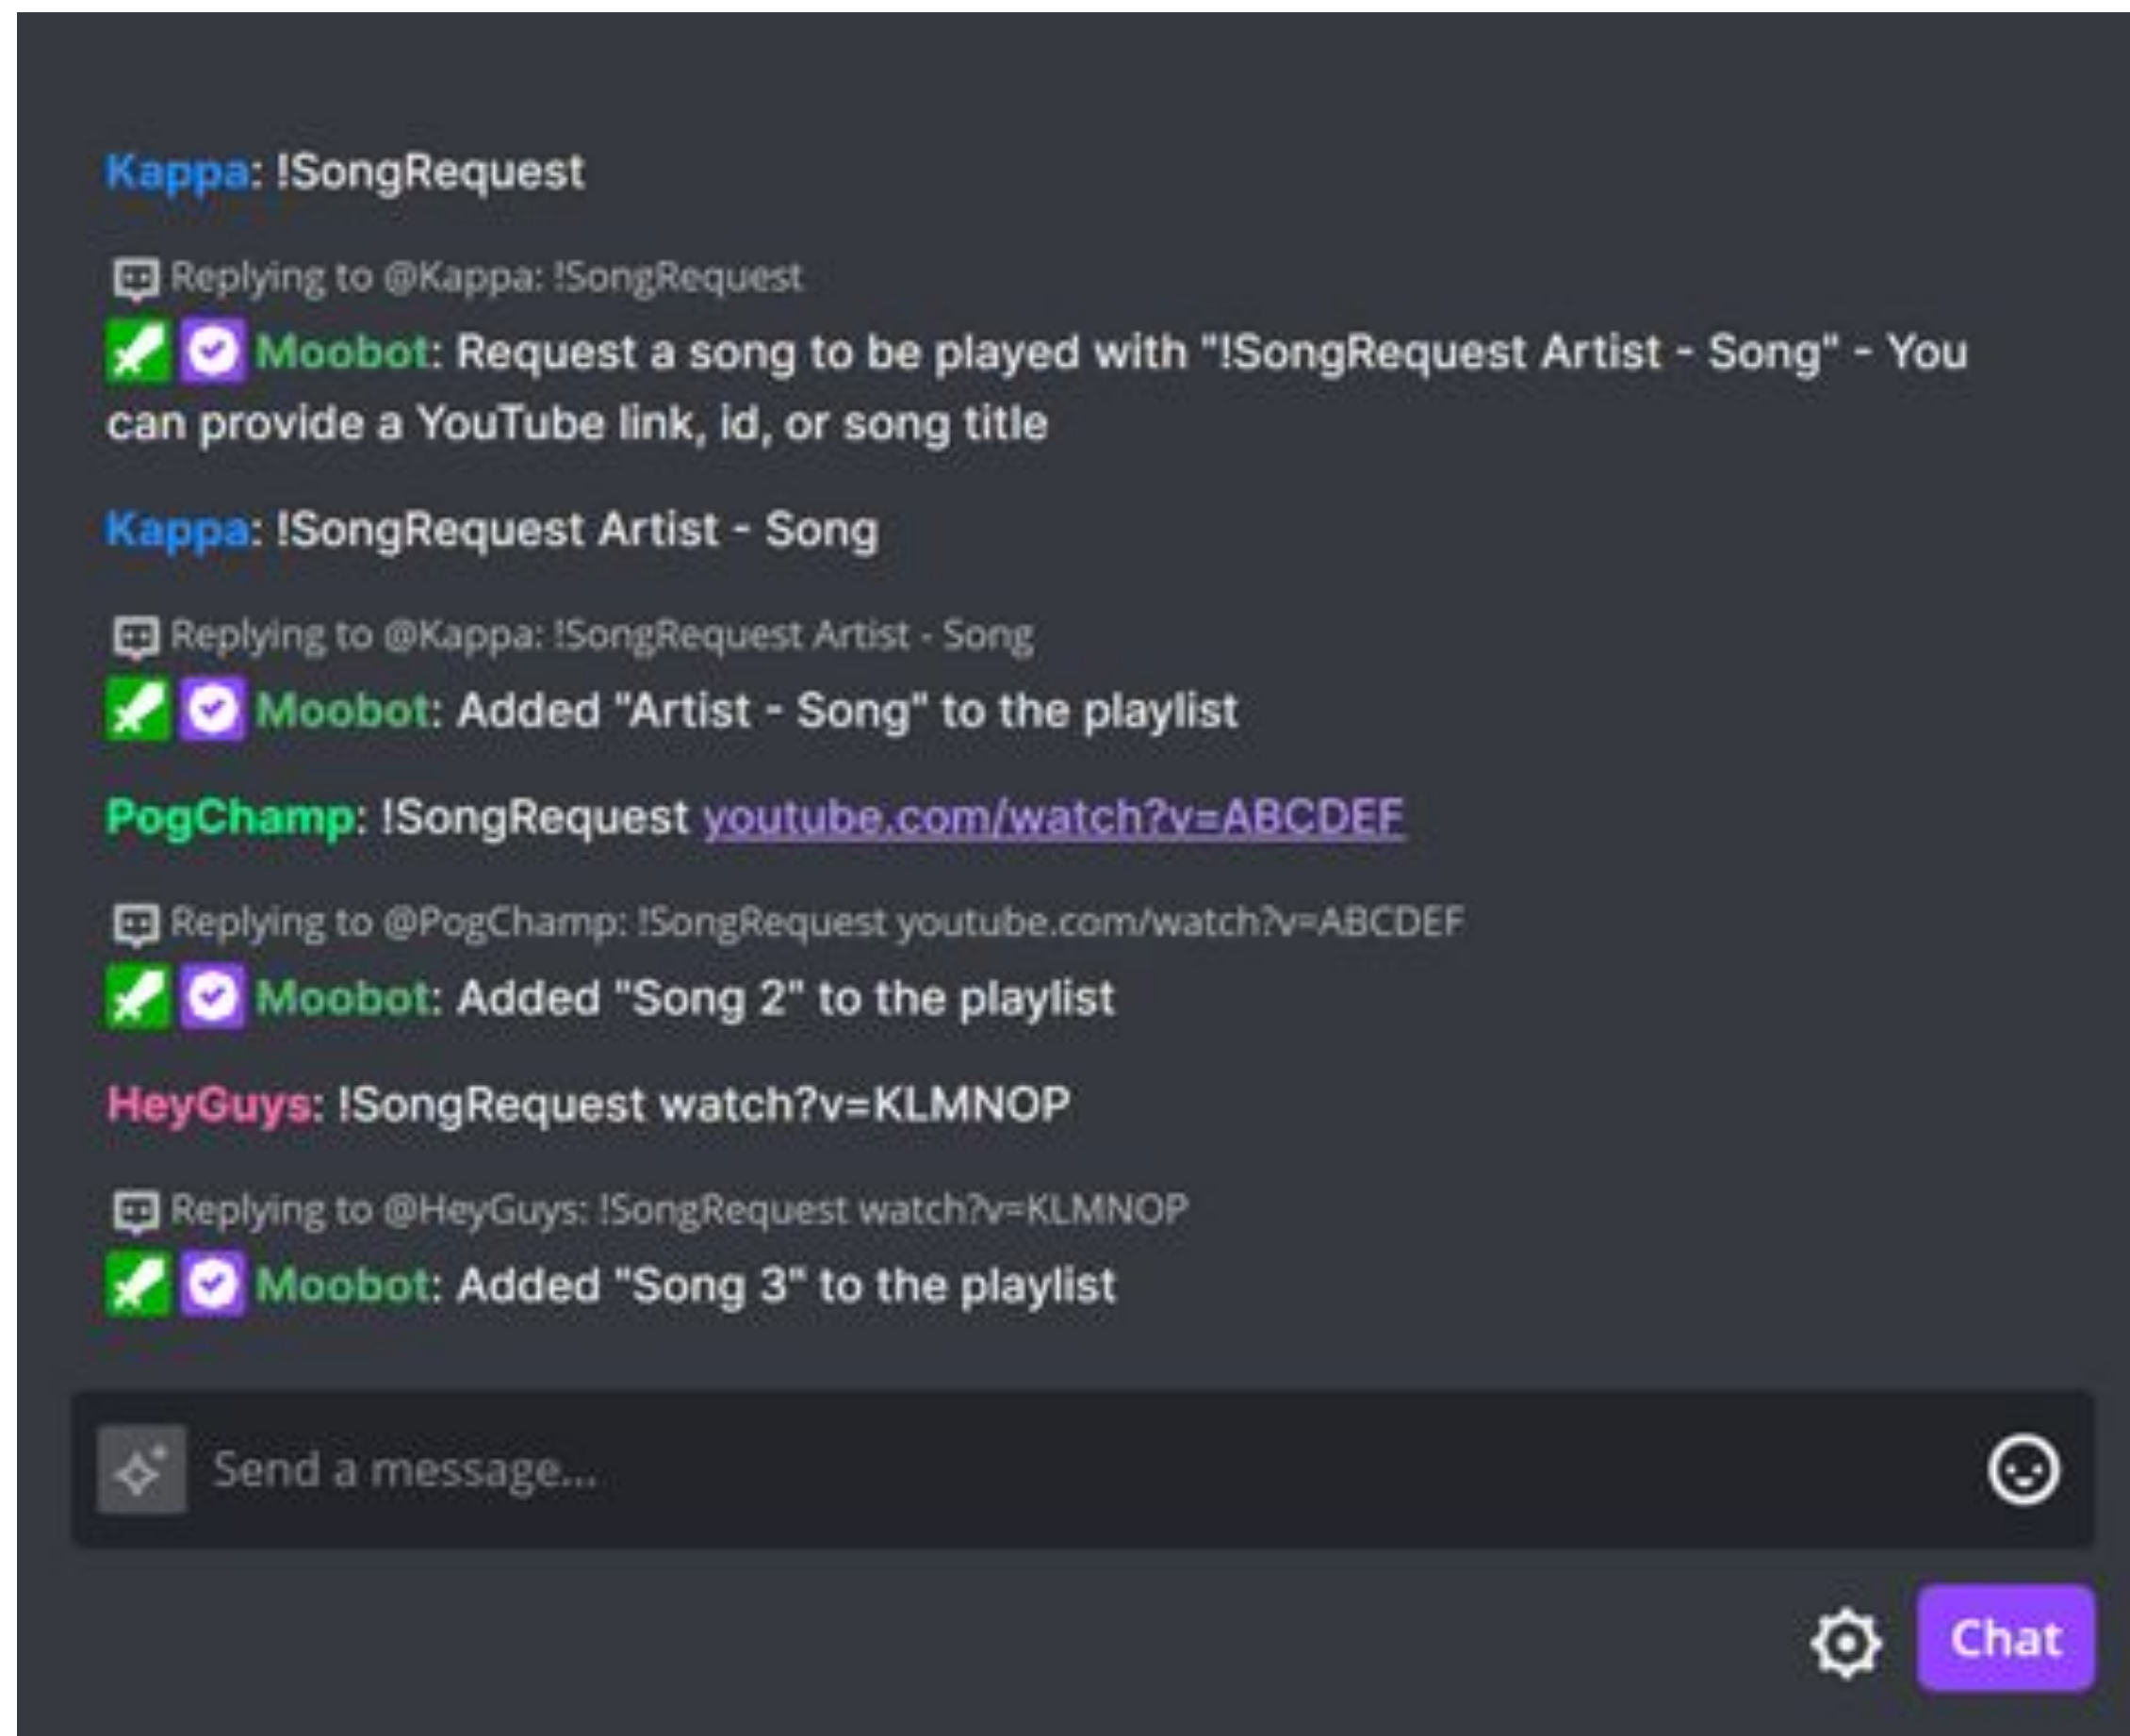 Kappa: !SongRequest
Replying to @Kappa: !SongRequest
Moobot: Request a song to be played with "!SongRequest Artist - Song" - You
can provide a YouTube link, id, or song title
Kappa: !SongRequest Artist - Song
Replying to @Kappa: !SongRequest Artist - Song
Moobot: Added "Artist - Song" to the playlist
PogChamp: !SongRequest youtube.com/watch?v=ABCDEF
Replying to @PogChamp: !SongRequest youtube.com/watch?v=ABCDEF
Moobot: Added "Song 2" to the playlist
HeyGuys: !SongRequest watch?v=KLMNOP
Replying to @HeyGuys: !SongRequest watch?v=KLMNOP
Moobot: Added "Song 3" to the playlist
Send a message...
Chat